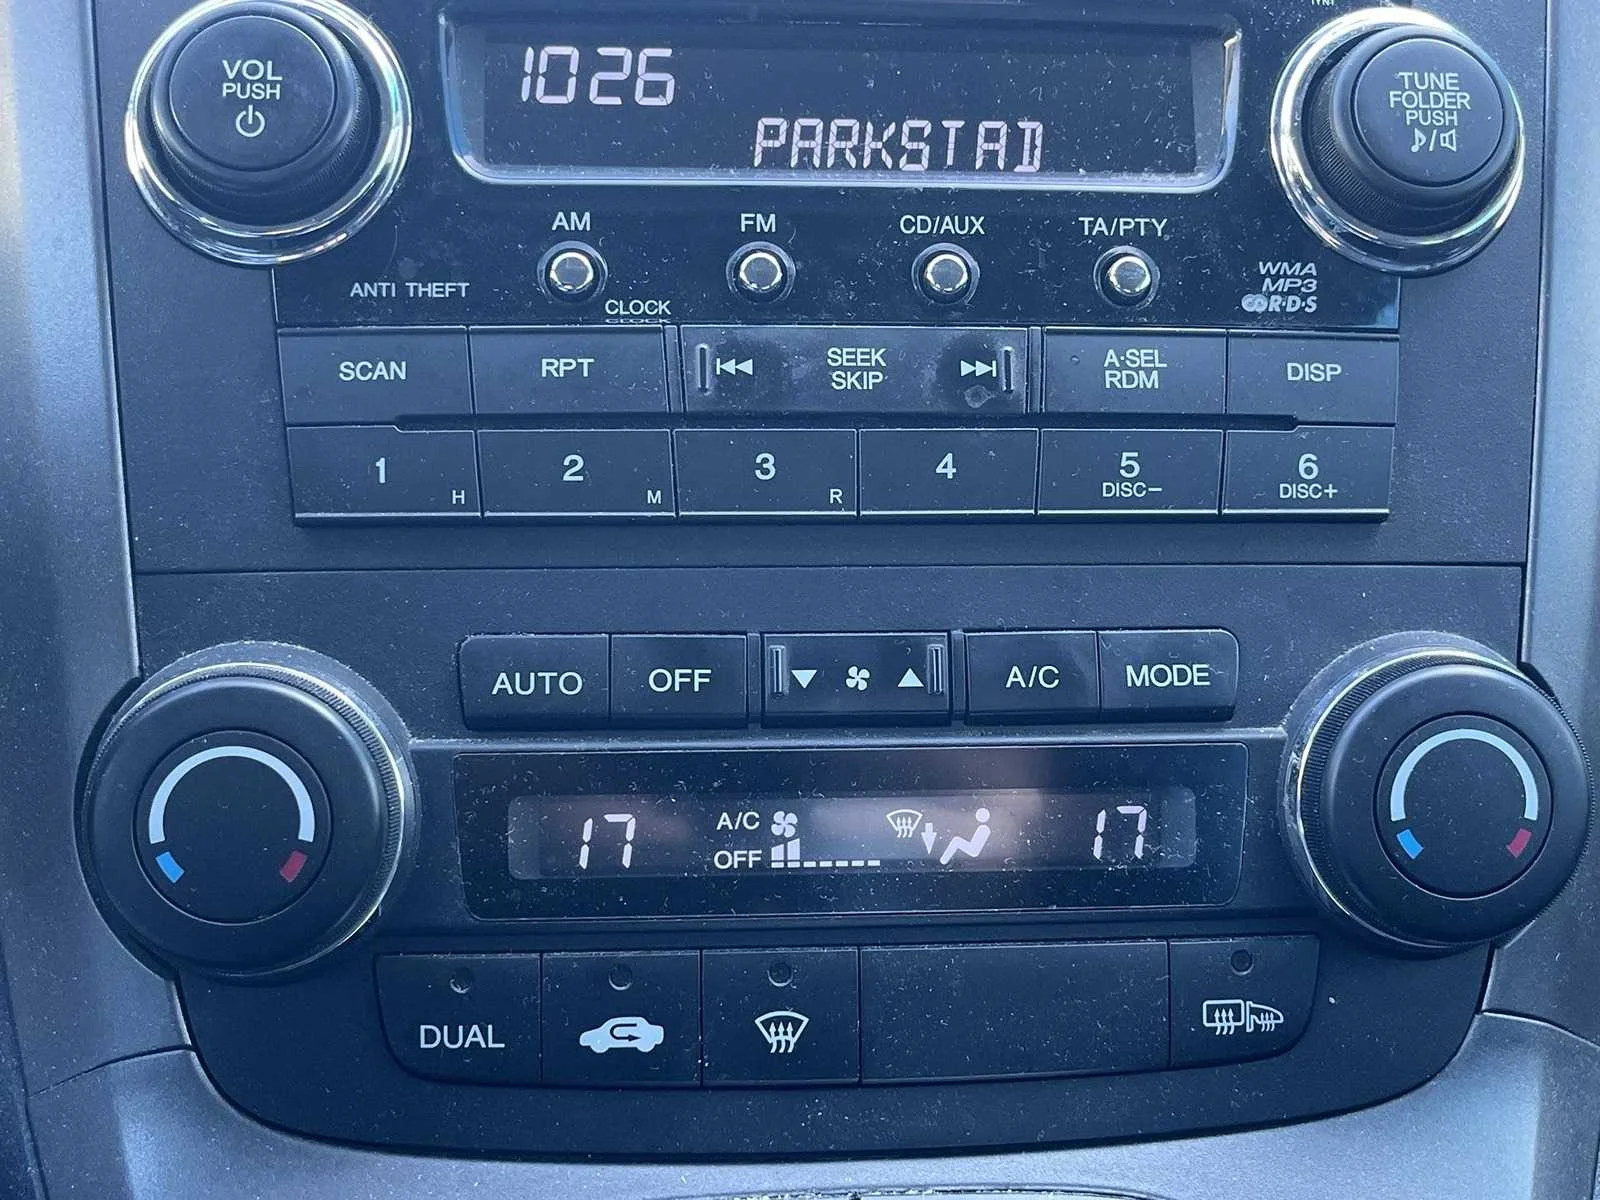 VOL
PUSH
1026
PARKSTAD
TUNE
FOLDER
PUSH
AM
FM
CD/AUX
TA/PTY
ANTI THEFT
CLOCK
WMA
MP3
R·D·S
SCAN
RPT
SEEK
SKIP
A·SEL
RDM
DISP
1 H
2 M
3 R
4
5
DISC−
6
DISC+
AUTO
OFF
A/C
MODE
17
A/C
OFF
17
DUAL